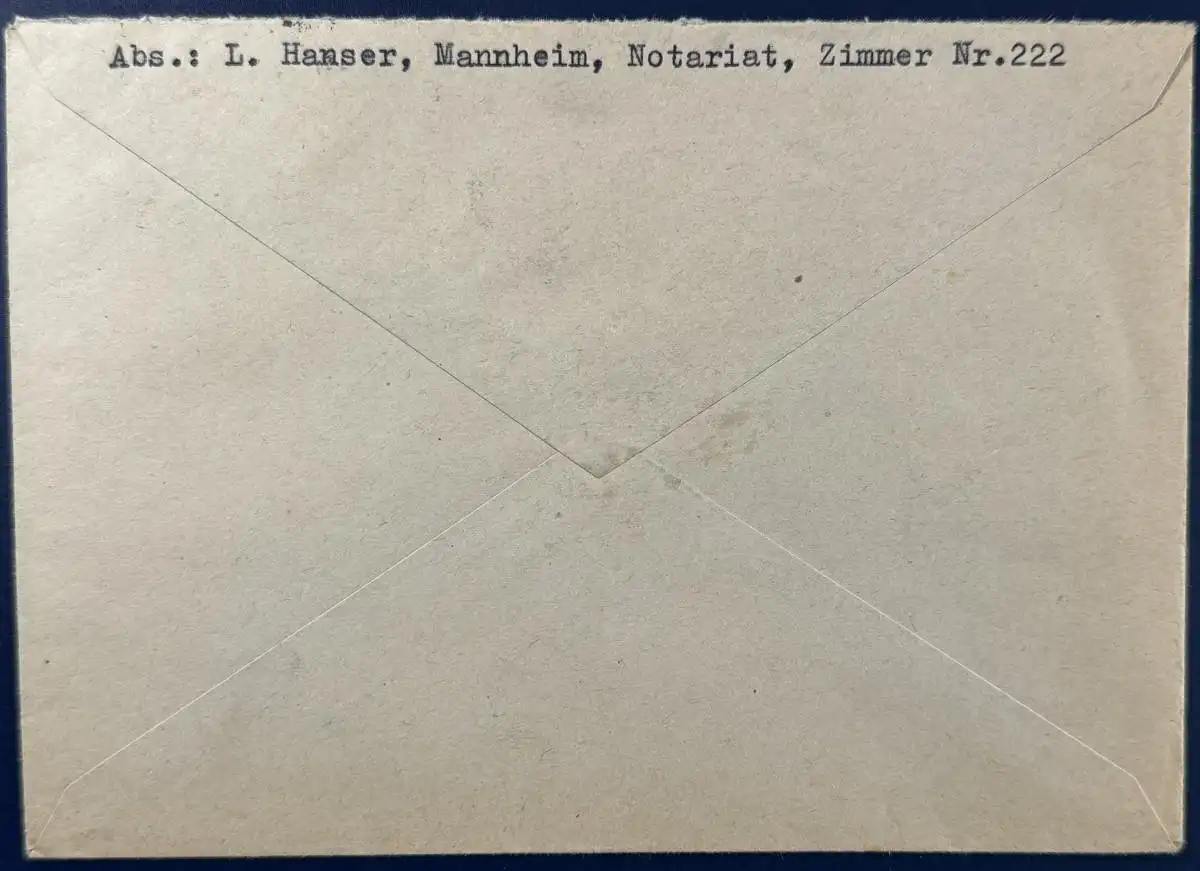 Abs.: L. Hanser, Mannheim, Notariat, Zimmer Nr.222